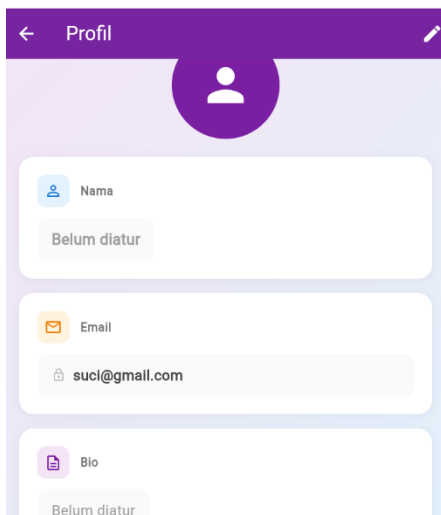 Profil
Nama
Belum diatur
Email
suci@gmail.com
Bio
Belum diatur